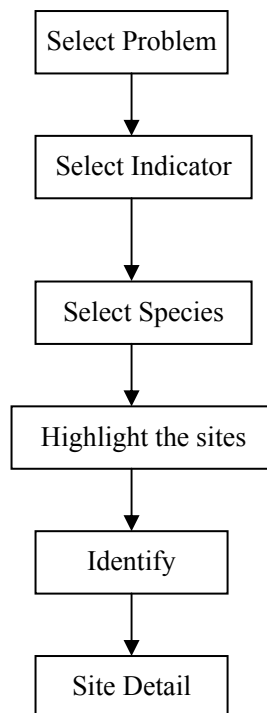 Select Problem
Select Indicator
Select Species
Highlight the sites
Identify
Site Detail